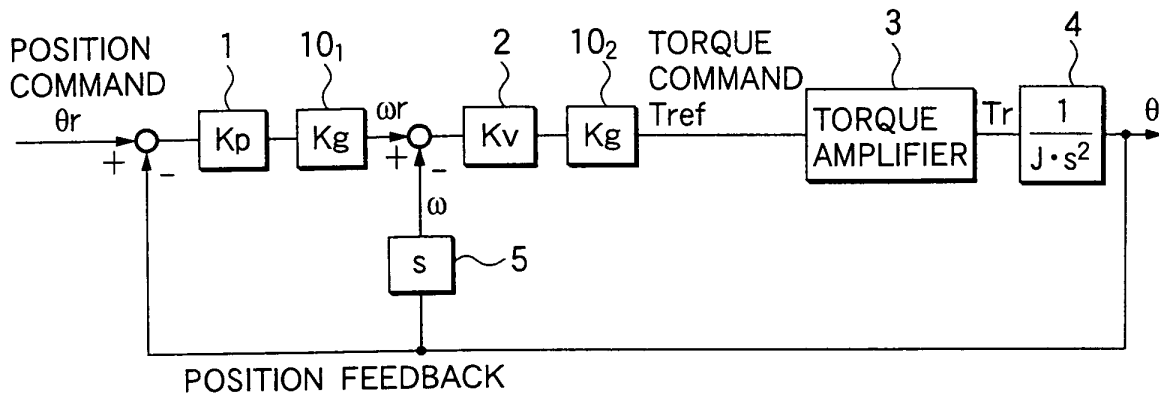 POSITION
COMMAND
θr
+
-
1
Kp
10₁
Kg
ωr
+
-
2
Kv
10₂
Kg
TORQUE
COMMAND
Tref
3
TORQUE
AMPLIFIER
Tr
4
1
J·s²
θ
ω
s
5
POSITION FEEDBACK